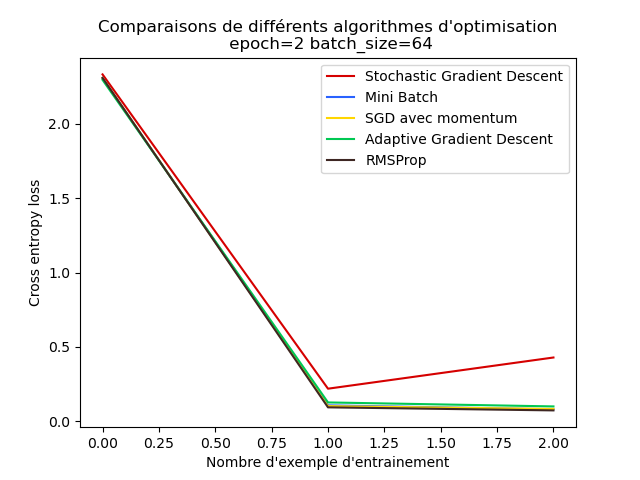 Comparaisons de différents algorithmes d'optimisation
epoch=2 batch_size=64
Stochastic Gradient Descent
Mini Batch
SGD avec momentum
Adaptive Gradient Descent
RMSProp
Cross entropy loss
2.0
1.5
1.0
0.5
0.0
0.00 0.25 0.50 0.75 1.00 1.25 1.50 1.75 2.00
Nombre d'exemple d'entrainement